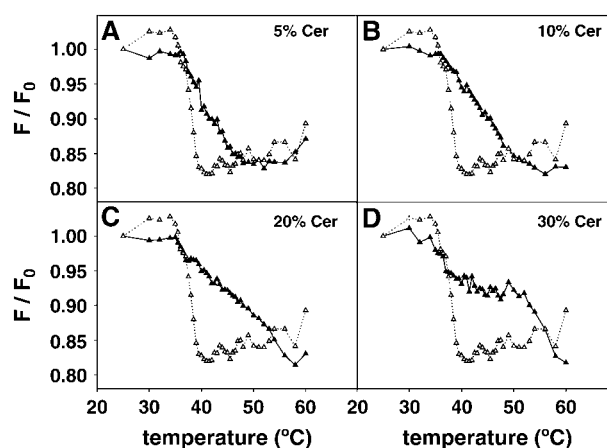 A 5% Cer
B 10% Cer
F / F0
1.00
0.95
0.90
0.85
0.80
C 20% Cer
D 30% Cer
F / F0
1.00
0.95
0.90
0.85
0.80
20 30 40 50 20 30 40 50 60
temperature (ºC) temperature (ºC)